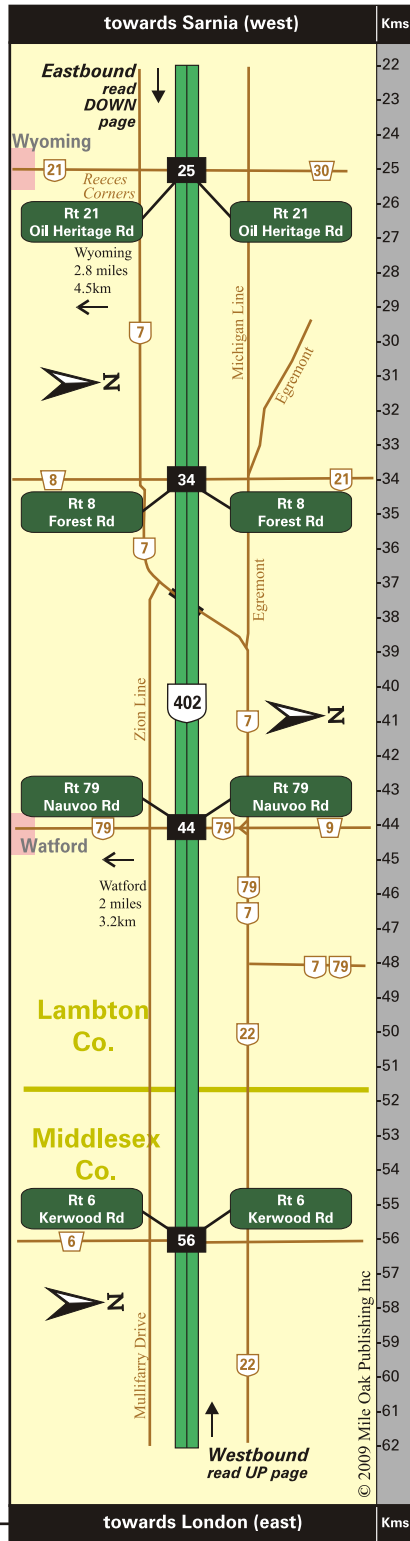 towards Sarnia (west)
Kms
Eastbound
read
DOWN
page
-22
-23
-24
Wyoming
21
25
30
-25
Reeces
Corners
Rt 21
Oil Heritage Rd
Rt 21
Oil Heritage Rd
-26
-27
Wyoming
2.8 miles
4.5km
-28
-29
7
Michigan Line
Egremont
-30
-31
N
-32
-33
8
34
21
-34
Rt 8
Forest Rd
Rt 8
Forest Rd
-35
7
-36
-37
Egremont
-38
-39
Zion Line
402
-40
7
N
-41
-42
Rt 79
Nauvoo Rd
Rt 79
Nauvoo Rd
-43
79
44
79
9
-44
Watford
Watford
2 miles
3.2km
-45
79
-46
7
-47
7
79
-48
-49
Lambton
Co.
22
-50
-51
-52
Middlesex
Co.
-53
-54
Rt 6
Kerwood Rd
Rt 6
Kerwood Rd
-55
6
56
-56
-57
N
-58
Mullifarry Drive
22
-59
-60
© 2009 Mile Oak Publishing Inc
-61
Westbound
read UP page
-62
towards London (east)
Kms